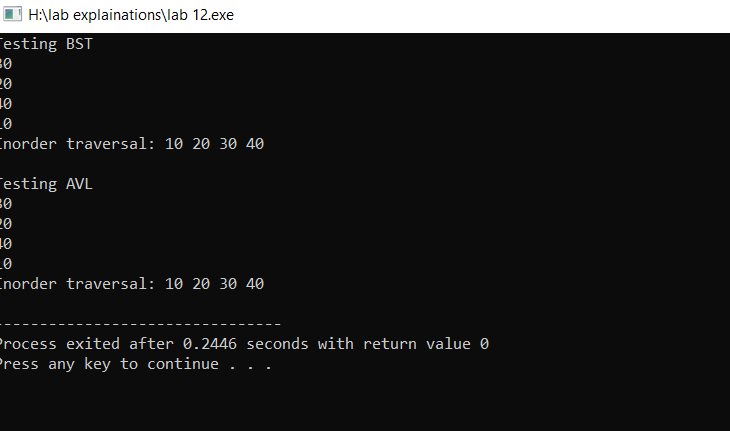 H:\lab explainations\lab 12.exe
Testing BST
30
20
40
10
Inorder traversal: 10 20 30 40
Testing AVL
30
20
40
10
Inorder traversal: 10 20 30 40
--------------------------------
Process exited after 0.2446 seconds with return value 0
Press any key to continue . . .